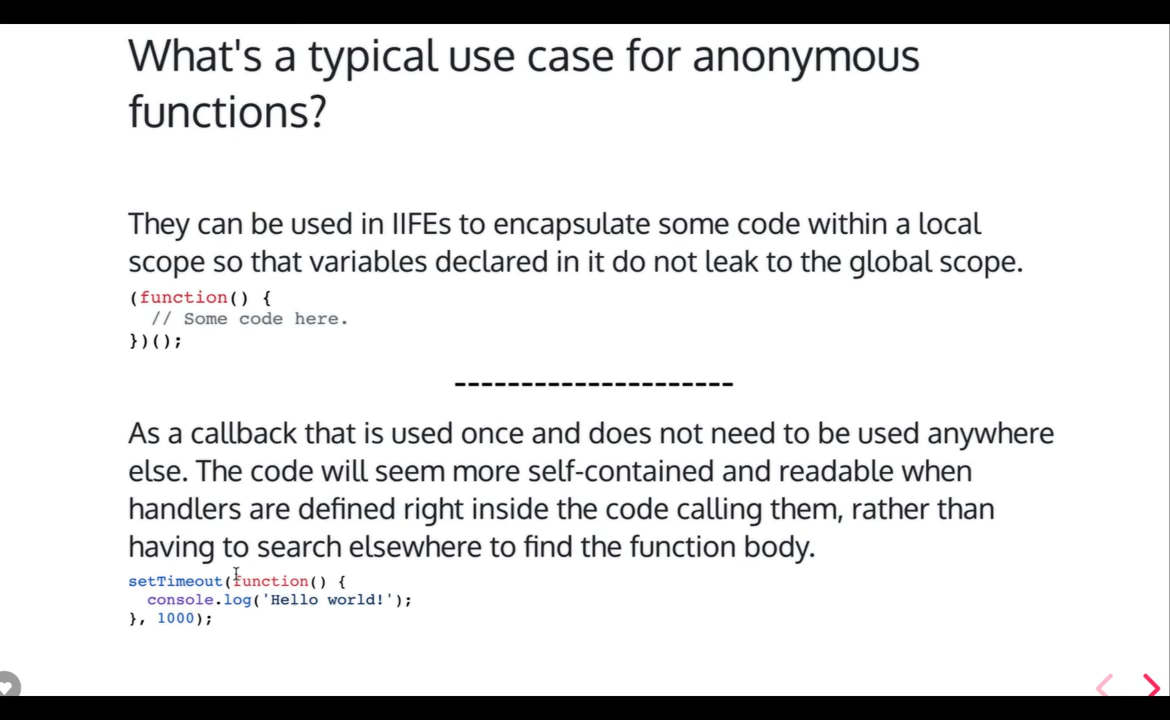 What's a typical use case for anonymous
functions?
They can be used in IIFEs to encapsulate some code within a local
scope so that variables declared in it do not leak to the global scope.
(function() {
  // Some code here.
})();
----------------------
As a callback that is used once and does not need to be used anywhere
else. The code will seem more self-contained and readable when
handlers are defined right inside the code calling them, rather than
having to search elsewhere to find the function body.
setTimeout(function() {
  console.log('Hello world!');
}, 1000);